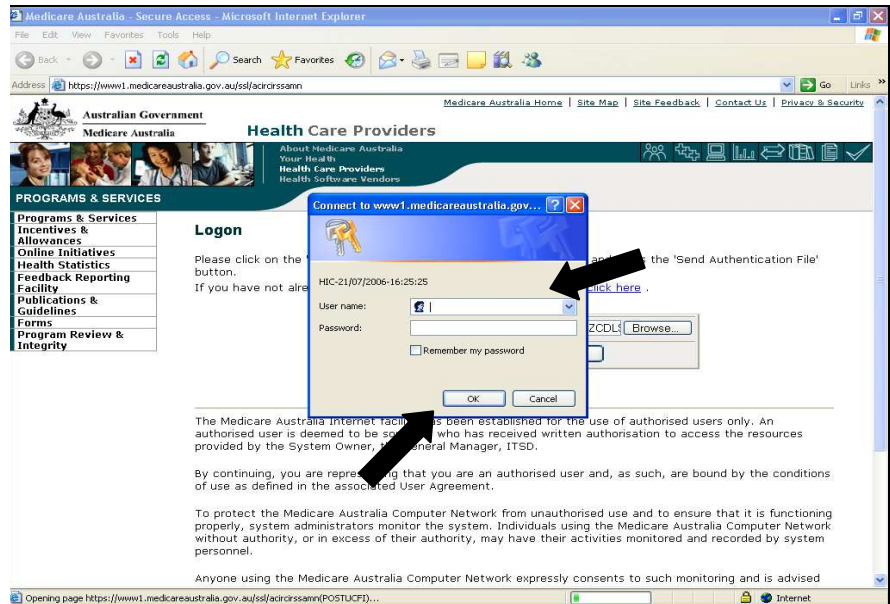 Medicare Australia - Secure Access - Microsoft Internet Explorer
File Edit View Favorites Tools Help
Back Search Favorites
Address https://www1.medicareaustralia.gov.au/ssl/acircirssamn Go Links »
Medicare Australia Home | Site Map | Site Feedback | Contact Us | Privacy & Security
Australian Government
Medicare Australia
Health Care Providers
About Medicare Australia
Your Health
Health Care Providers
Health Software Vendors
PROGRAMS & SERVICES
Programs & Services
Incentives &
Allowances
Online Initiatives
Health Statistics
Feedback Reporting
Facility
Publications &
Guidelines
Forms
Program Review &
Integrity
Logon
Please click on the ' the 'Send Authentication File'
button.
If you have not alre click here .
Browse...
Connect to www1.medicareaustralia.gov... ? X
HIC-21/07/2006-16:25:25
User name:
Password:
Remember my password
OK Cancel
The Medicare Australia Internet facil s been established for the use of authorised users only. An
authorised user is deemed to be so who has received written authorisation to access the resources
provided by the System Owner, t neral Manager, ITSD.
By continuing, you are repres ng that you are an authorised user and, as such, are bound by the conditions
of use as defined in the associated User Agreement.
To protect the Medicare Australia Computer Network from unauthorised use and to ensure that it is functioning
properly, system administrators monitor the system. Individuals using the Medicare Australia Computer Network
without authority, or in excess of their authority, may have their activities monitored and recorded by system
personnel.
Anyone using the Medicare Australia Computer Network expressly consents to such monitoring and is advised
Opening page https://www1.medicareaustralia.gov.au/ssl/acircirssamn(POSTUCFI)... Internet